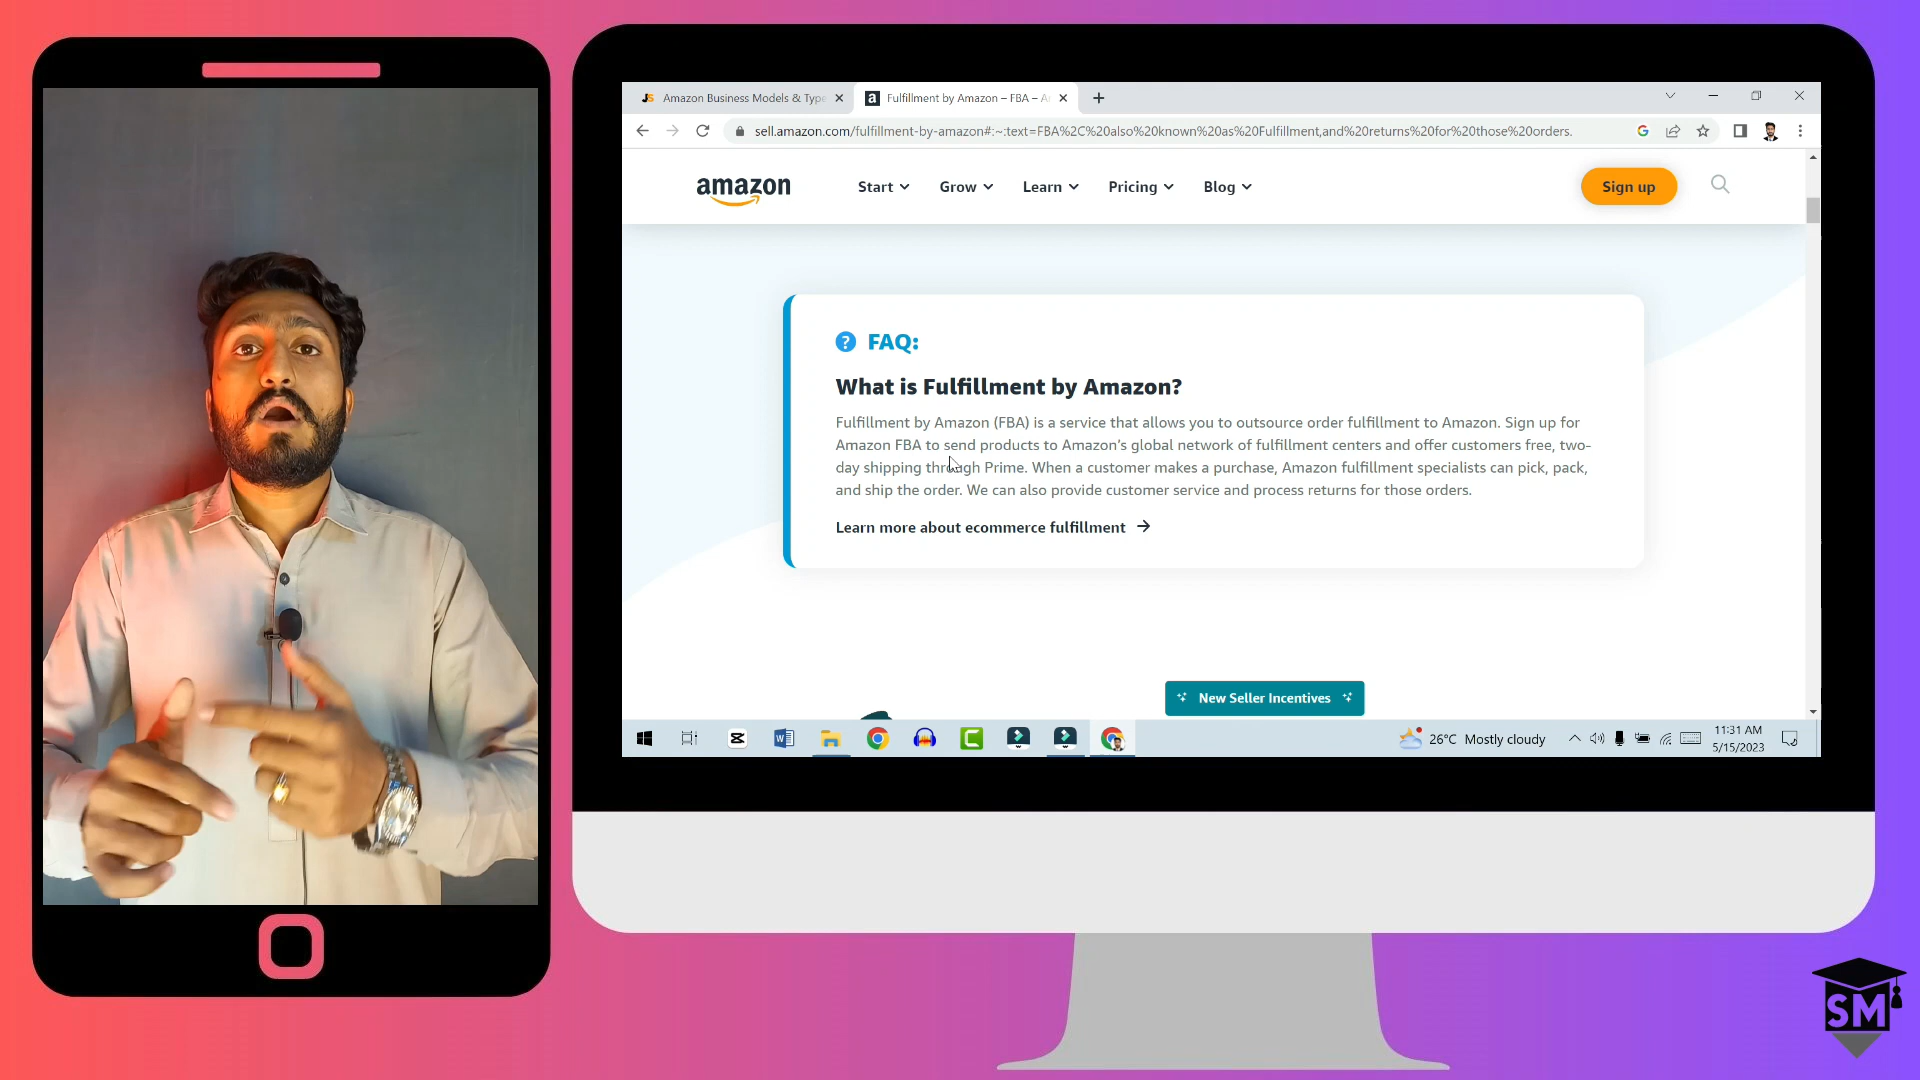 Amazon Business Models & Type
Fulfillment by Amazon – FBA – A
sell.amazon.com/fulfillment-by-amazon#:~:text=FBA%2C%20also%20known%20as%20Fulfillment,and%20returns%20for%20those%20orders.
amazon
Start
Grow
Learn
Pricing
Blog
Sign up
FAQ:
What is Fulfillment by Amazon?
Fulfillment by Amazon (FBA) is a service that allows you to outsource order fulfillment to Amazon. Sign up for
Amazon FBA to send products to Amazon's global network of fulfillment centers and offer customers free, two-
day shipping through Prime. When a customer makes a purchase, Amazon fulfillment specialists can pick, pack,
and ship the order. We can also provide customer service and process returns for those orders.
Learn more about ecommerce fulfillment
New Seller Incentives
26°C Mostly cloudy
11:31 AM
5/15/2023
SM